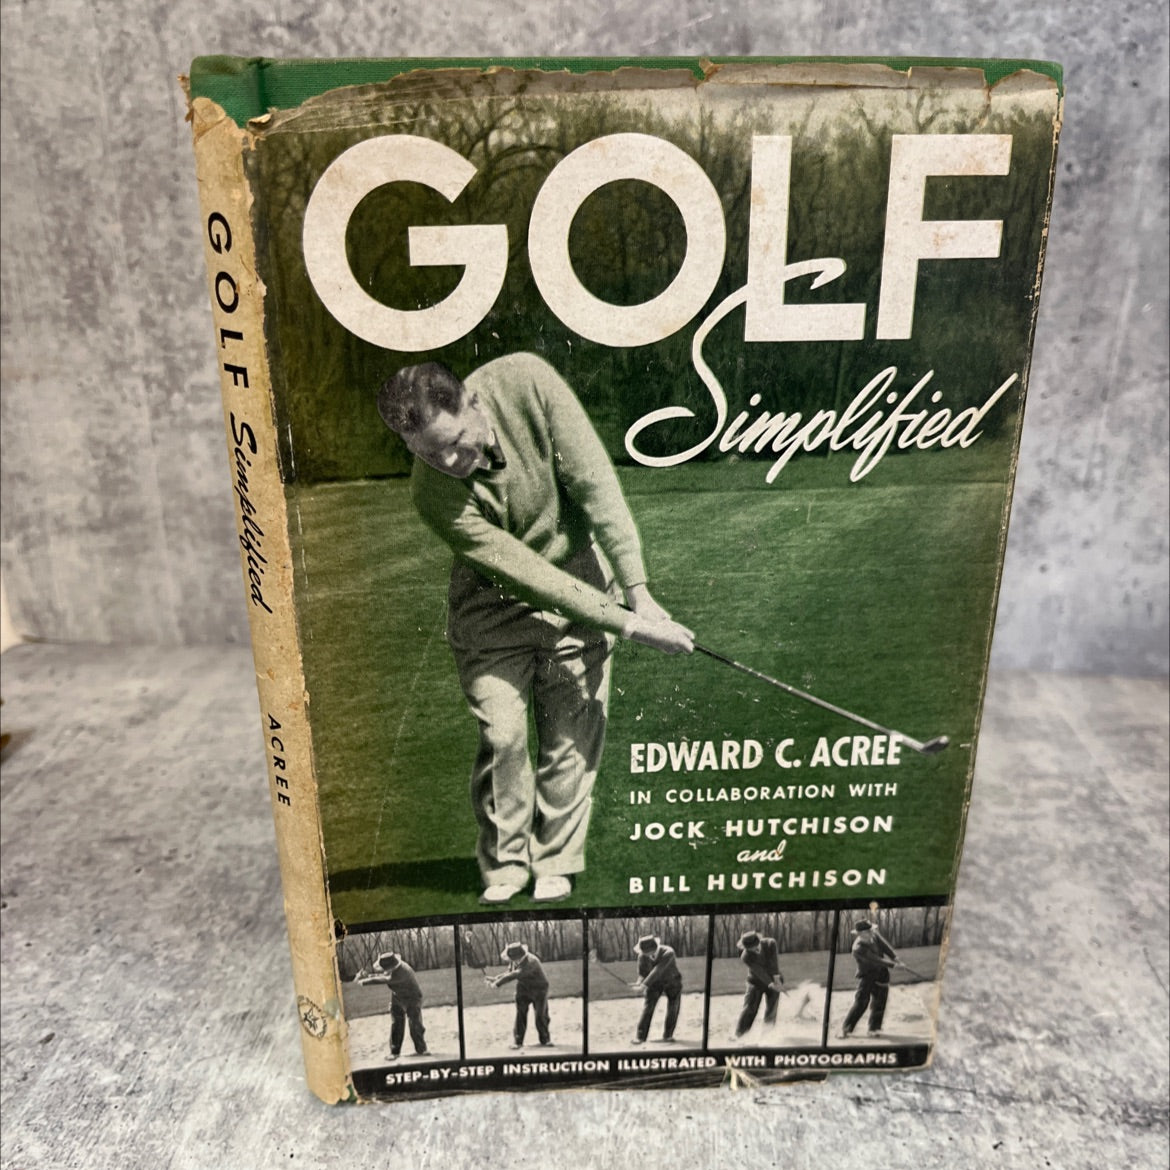 GOLF
Simplified
EDWARD C. ACREE
IN COLLABORATION WITH
JOCK HUTCHISON
and
BILL HUTCHISON
STEP-BY-STEP INSTRUCTION ILLUSTRATED WITH PHOTOGRAPHS
GOLF Simplified ACREE